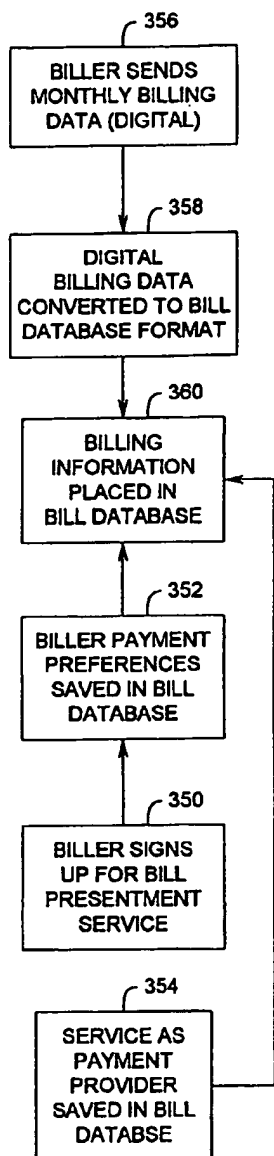 356
BILLER SENDS
MONTHLY BILLING
DATA (DIGITAL)
358
DIGITAL
BILLING DATA
CONVERTED TO BILL
DATABASE FORMAT
360
BILLING
INFORMATION
PLACED IN
BILL DATABASE
352
BILLER PAYMENT
PREFERENCES
SAVED IN BILL
DATABASE
350
BILLER SIGNS
UP FOR BILL
PRESENTMENT
SERVICE
354
SERVICE AS
PAYMENT
PROVIDER
SAVED IN BILL
DATABSE